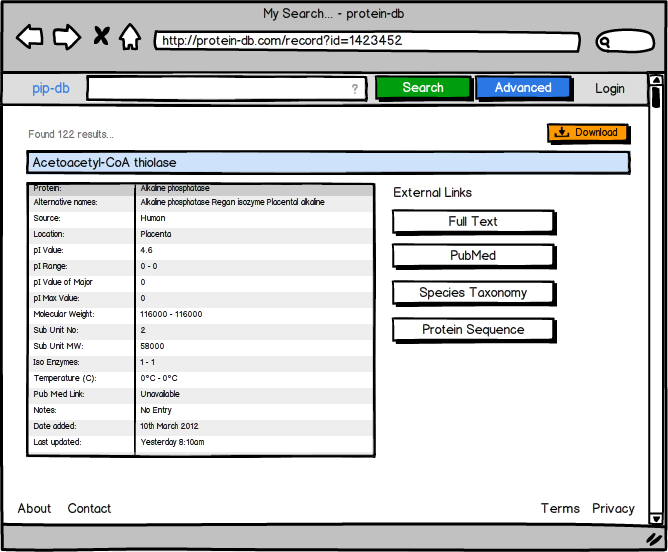 My Search... - protein-db
http://protein-db.com/record?id=1423452
pip-db ? Search Advanced Login
Found 122 results...
Download
Acetoacetyl-CoA thiolase
Protein: Alkaline phosphatase
Alternative names: Alkaline phosphatase Regan isozyme Placental alkaline
Source: Human
Location: Placenta
pI Value: 4.6
pI Range: 0 - 0
pI Value of Major 0
pI Max Value: 0
Molecular Weight: 116000 - 116000
Sub Unit No: 2
Sub Unit MW: 58000
Iso Enzymes: 1 - 1
Temperature (C): 0°C - 0°C
Pub Med Link: Unavailable
Notes: No Entry
Date added: 10th March 2012
Last updated: Yesterday 8:10am
External Links
Full Text
PubMed
Species Taxonomy
Protein Sequence
About Contact Terms Privacy